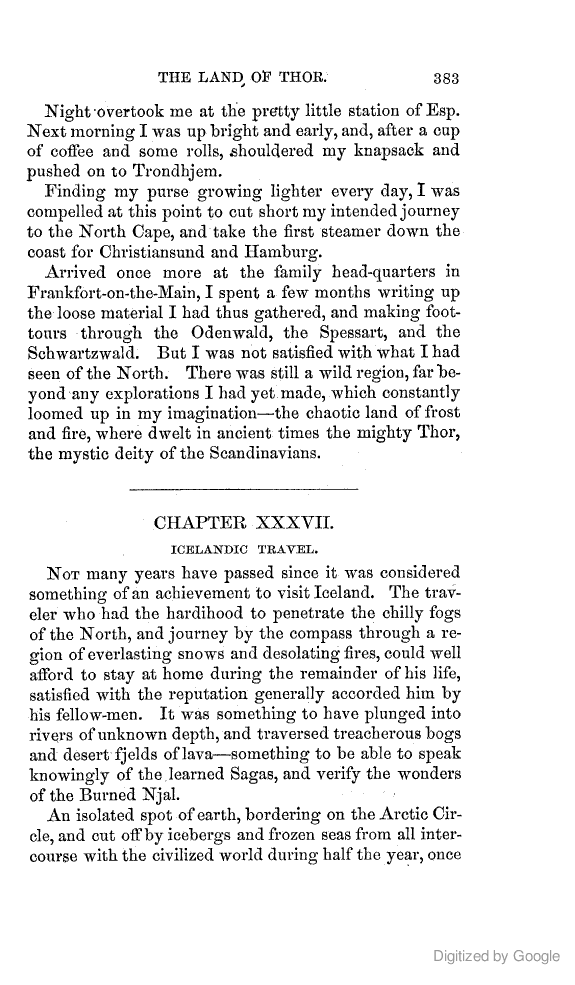 THE LAND OF THOR. 383
Night overtook me at the pretty little station of Esp.
Next morning I was up bright and early, and, after a cup
of coffee and some rolls, shouldered my knapsack and
pushed on to Trondhjem.
Finding my purse growing lighter every day, I was
compelled at this point to cut short my intended journey
to the North Cape, and take the first steamer down the
coast for Christiansund and Hamburg.
Arrived once more at the family head-quarters in
Frankfort-on-the-Main, I spent a few months writing up
the loose material I had thus gathered, and making foot-
tours through the Odenwald, the Spessart, and the
Schwartzwald. But I was not satisfied with what I had
seen of the North. There was still a wild region, far be-
yond any explorations I had yet made, which constantly
loomed up in my imagination—the chaotic land of frost
and fire, where dwelt in ancient times the mighty Thor,
the mystic deity of the Scandinavians.
CHAPTER XXXVII.
ICELANDIC TRAVEL.
NOT many years have passed since it was considered
something of an achievement to visit Iceland. The trav-
eler who had the hardihood to penetrate the chilly fogs
of the North, and journey by the compass through a re-
gion of everlasting snows and desolating fires, could well
afford to stay at home during the remainder of his life,
satisfied with the reputation generally accorded him by
his fellow-men. It was something to have plunged into
rivers of unknown depth, and traversed treacherous bogs
and desert fjelds of lava—something to be able to speak
knowingly of the learned Sagas, and verify the wonders
of the Burned Njal.
An isolated spot of earth, bordering on the Arctic Cir-
cle, and cut off by icebergs and frozen seas from all inter-
course with the civilized world during half the year, once
Digitized by Google